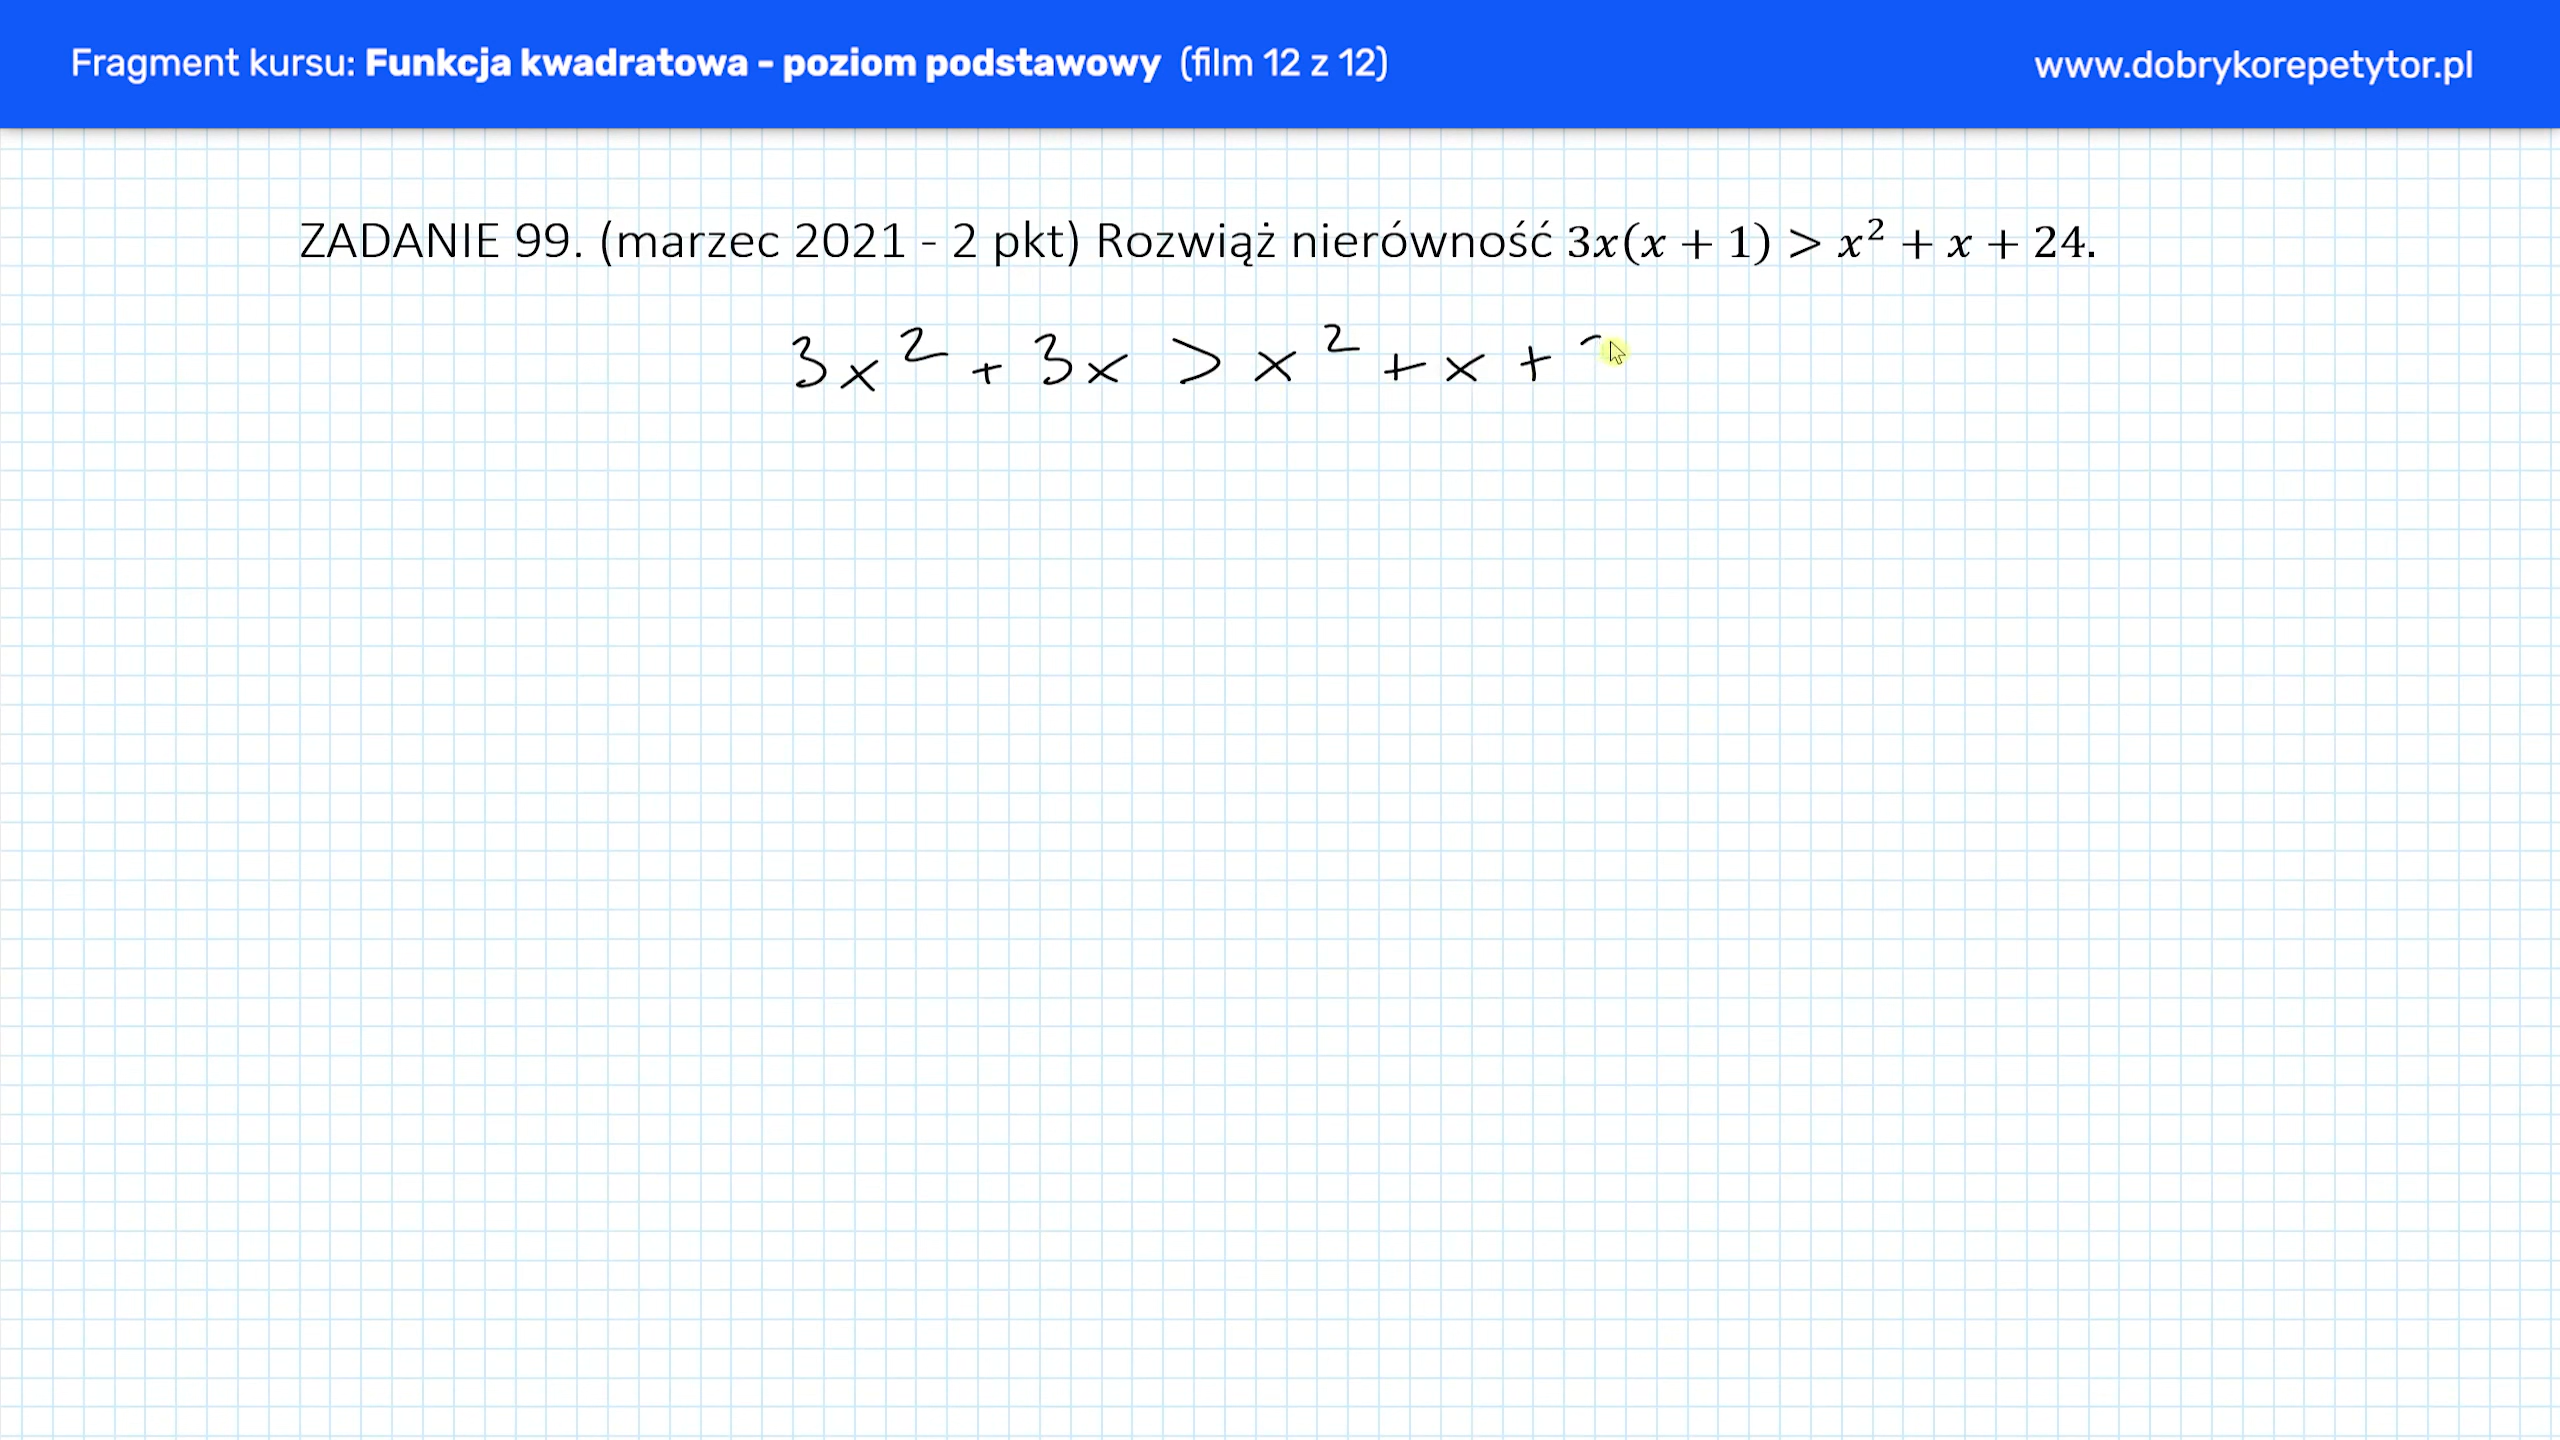 Fragment kursu: Funkcja kwadratowa - poziom podstawowy (film 12 z 12)
www.dobrykorepetytor.pl
ZADANIE 99. (marzec 2021 - 2 pkt) Rozwiąż nierówność 3x(x + 1) > x² + x + 24.
3x² + 3x > x² + x +